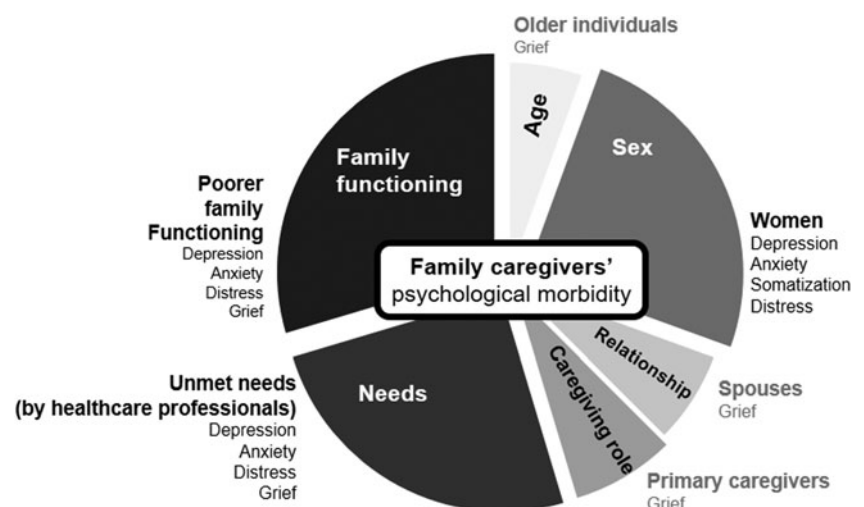 Older individuals
Grief
Age
Sex
Family
functioning
Poorer
family
Functioning
Depression
Anxiety
Distress
Grief
Women
Depression
Anxiety
Somatization
Distress
Family caregivers'
psychological morbidity
Relationship
Spouses
Grief
Caregiving role
Primary caregivers
Grief
Needs
Unmet needs
(by healthcare professionals)
Depression
Anxiety
Distress
Grief